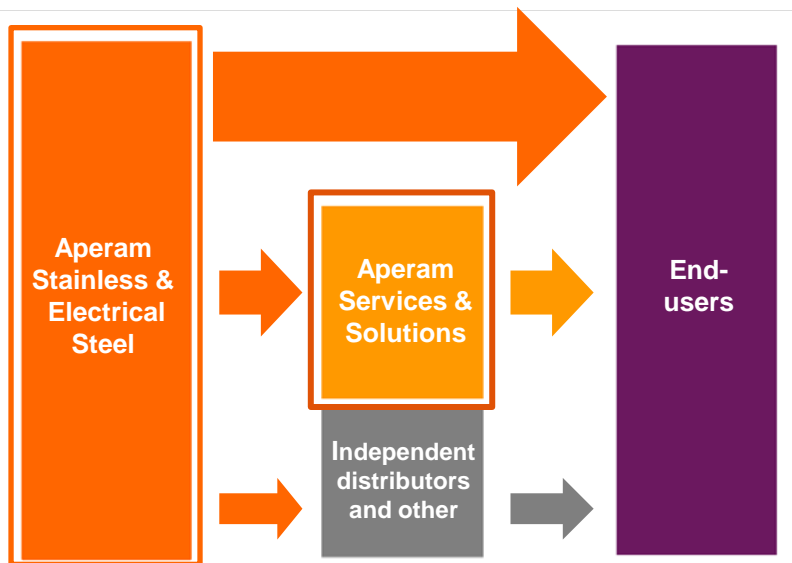 Aperam
Stainless &
Electrical
Steel
Aperam
Services &
Solutions
Independent
distributors
and other
End-
users